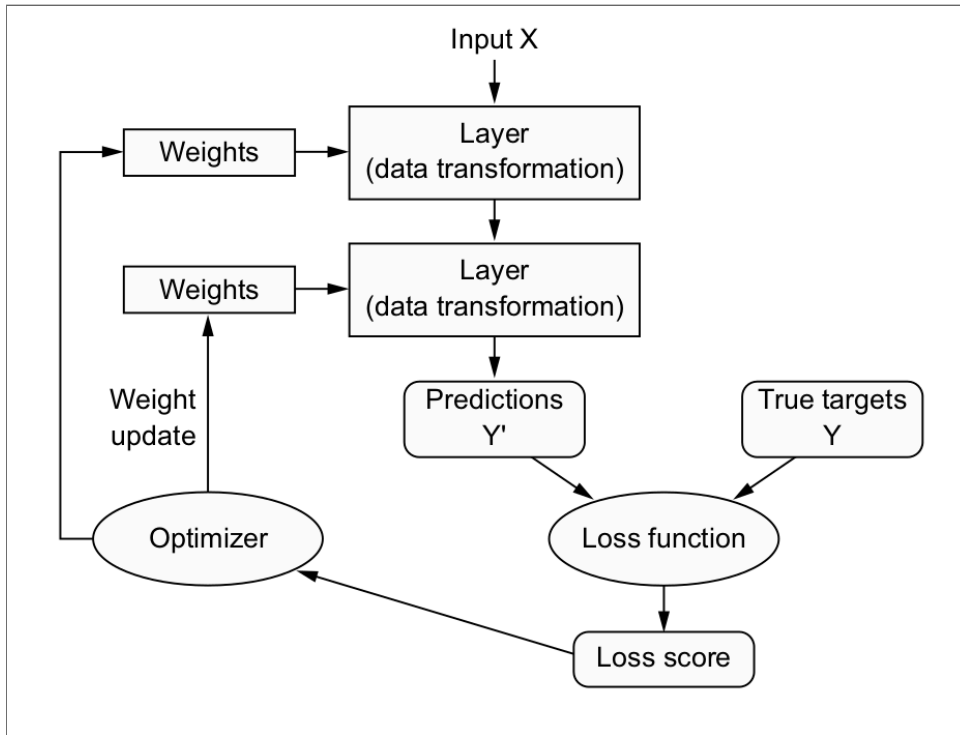 Input X
Weights
Layer
(data transformation)
Weights
Layer
(data transformation)
Weight
update
Predictions
Y'
True targets
Y
Optimizer
Loss function
Loss score